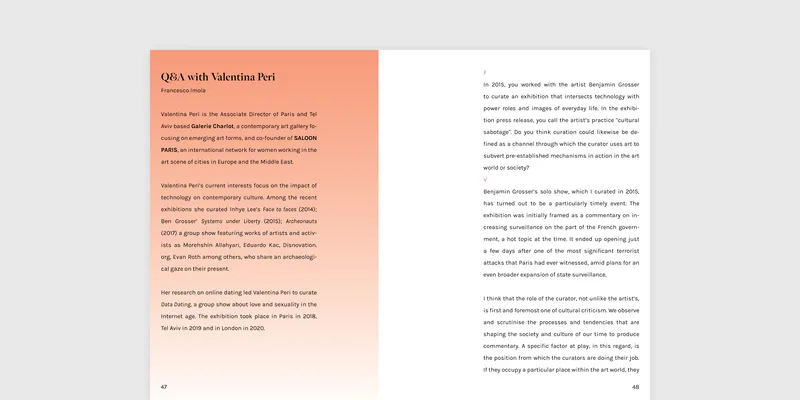 Q&A with Valentina Peri
Francesco Imola
Valentina Peri is the Associate Director of Paris and Tel
Aviv based Galerie Charlot, a contemporary art gallery fo-
cusing on emerging art forms, and co-founder of SALOON
PARIS, an international network for women working in the
art scene of cities in Europe and the Middle East.
Valentina Peri's current interests focus on the impact of
technology on contemporary culture. Among the recent
exhibitions she curated Inhye Lee's Face to faces (2014);
Ben Grosser' Systems under Liberty (2015); Archeonauts
(2017) a group show featuring works of artists and activ-
ists as Morehshin Allahyari, Eduardo Kac, Disnovation.
org, Evan Roth among others, who share an archaeologi-
cal gaze on their present.
Her research on online dating led Valentina Peri to curate
Data Dating, a group show about love and sexuality in the
Internet age. The exhibition took place in Paris in 2018,
Tel Aviv in 2019 and in London in 2020.
47
F
In 2015, you worked with the artist Benjamin Grosser
to curate an exhibition that intersects technology with
power roles and images of everyday life. In the exhibi-
tion press release, you call the artist's practice "cultural
sabotage". Do you think curation could likewise be de-
fined as a channel through which the curator uses art to
subvert pre-established mechanisms in action in the art
world or society?
V
Benjamin Grosser's solo show, which I curated in 2015,
has turned out to be a particularly timely event. The
exhibition was initially framed as a commentary on in-
creasing surveillance on the part of the French govern-
ment, a hot topic at the time. It ended up opening just
a few days after one of the most significant terrorist
attacks that Paris had ever witnessed, amid plans for an
even broader expansion of state surveillance.
I think that the role of the curator, not unlike the artist's,
is first and foremost one of cultural criticism. We observe
and scrutinise the processes and tendencies that are
shaping the society and culture of our time to produce
commentary. A specific factor at play, in this regard, is
the position from which the curators are doing their job.
If they occupy a particular place within the art world, they
48